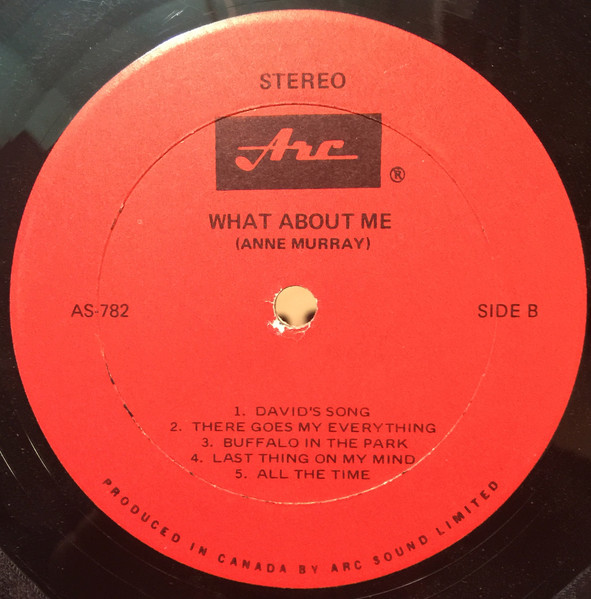 STEREO
Arc
®
WHAT ABOUT ME
(ANNE MURRAY)
AS-782
SIDE B
1. DAVID'S SONG
2. THERE GOES MY EVERYTHING
3. BUFFALO IN THE PARK
4. LAST THING ON MY MIND
5. ALL THE TIME
PRODUCED IN CANADA BY ARC SOUND LIMITED